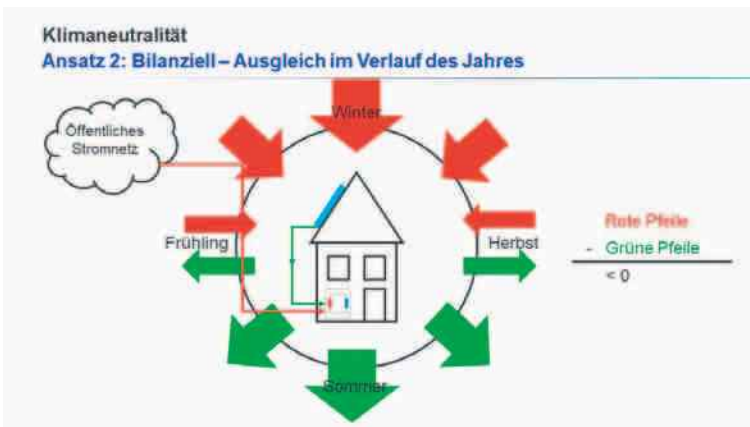 Klimaneutralität
Ansatz 2: Bilanziell – Ausgleich im Verlauf des Jahres
Winter
Öffentliches
Stromnetz
Frühling
Herbst
Rote Pfeile
- Grüne Pfeile
< 0
Sommer